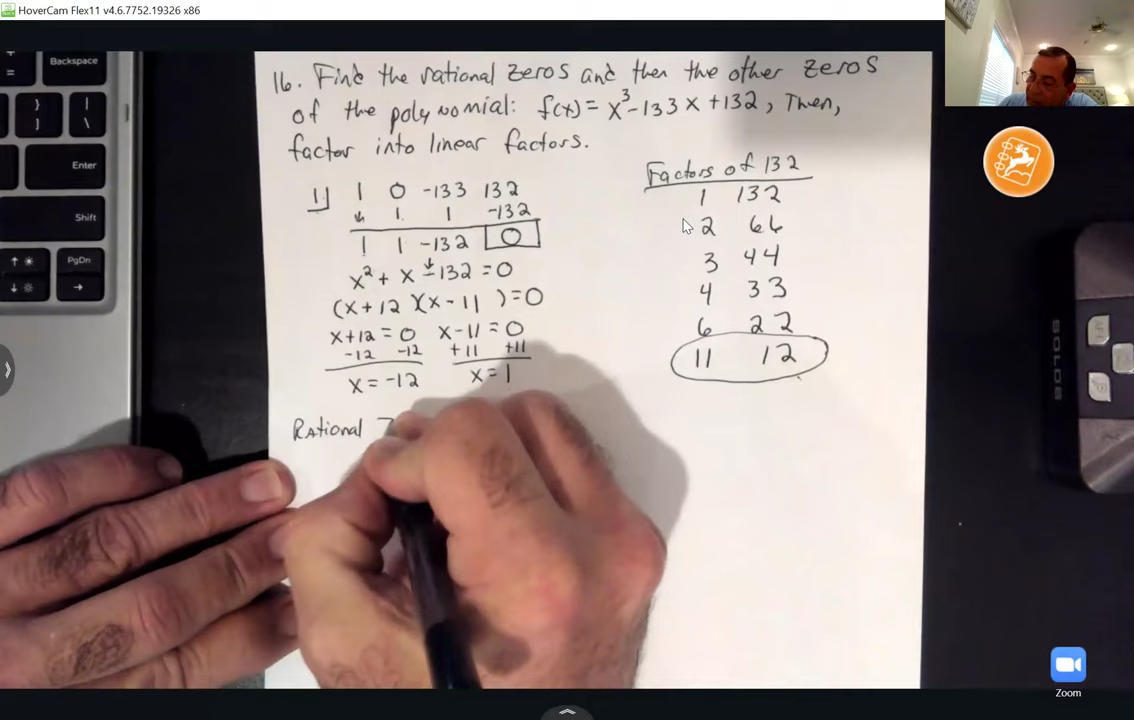 HoverCam Flex11 v4.6.7752.19326 x86
Backspace
Enter
Shift
PgDn
16. Find the rational zeros and then the other zeros
of the polynomial: f(x) = x³-133x+132, Then,
factor into linear factors.
1 | 1 0 -133 132
↓ 1 1 -132
1 1 -132 0
x² + x - 132 = 0
(x+12)(x-11) = 0
x+12 = 0 x-11 = 0
-12 -12 +11 +11
x = -12 x = 1
Rational
Factors of 132
1 132
2 66
3 44
4 33
6 22
11 12
Zoom